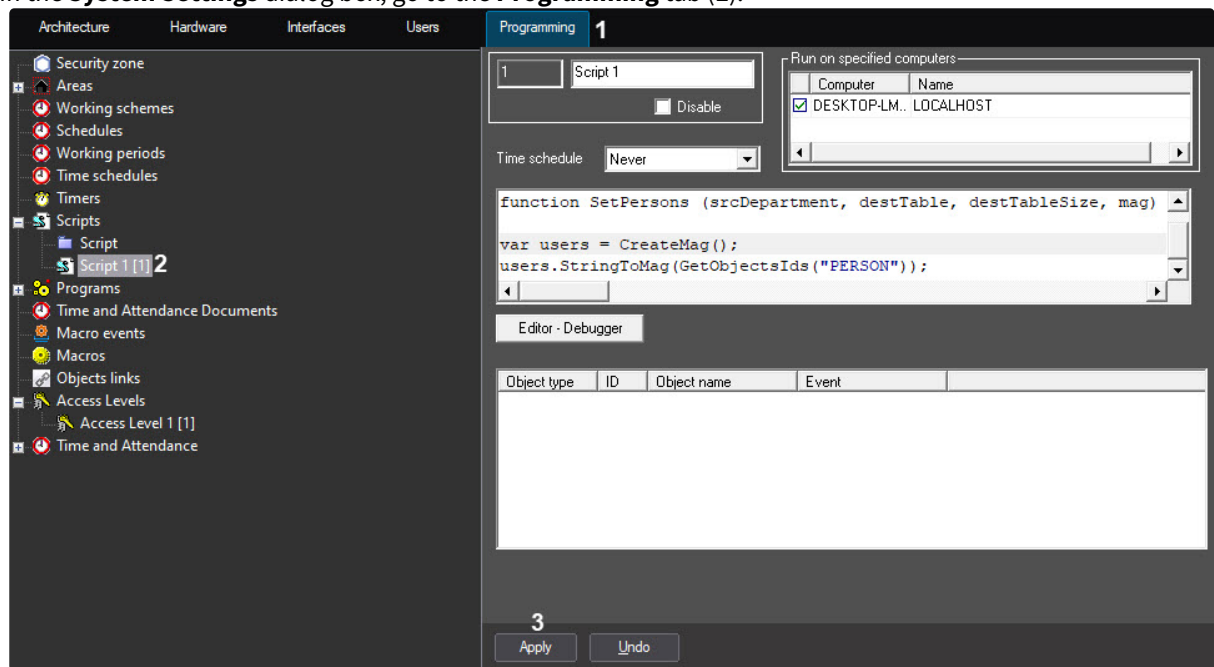 in the System Settings dialog box, go to the Programming tab (2).
Architecture Hardware Interfaces Users Programming 1
Security zone
Areas
Working schemes
Schedules
Working periods
Time schedules
Timers
Scripts
Script
Script 1 [1] 2
Programs
Time and Attendance Documents
Macro events
Macros
Objects links
Access Levels
Access Level 1 [1]
Time and Attendance
1 Script 1
Disable
Run on specified computers
Computer Name
DESKTOP-LM.. LOCALHOST
Time schedule Never
function SetPersons (srcDepartment, destTable, destTableSize, mag)
var users = CreateMag();
users.StringToMag(GetObjectsIds("PERSON"));
Editor - Debugger
Object type ID Object name Event
3
Apply Undo